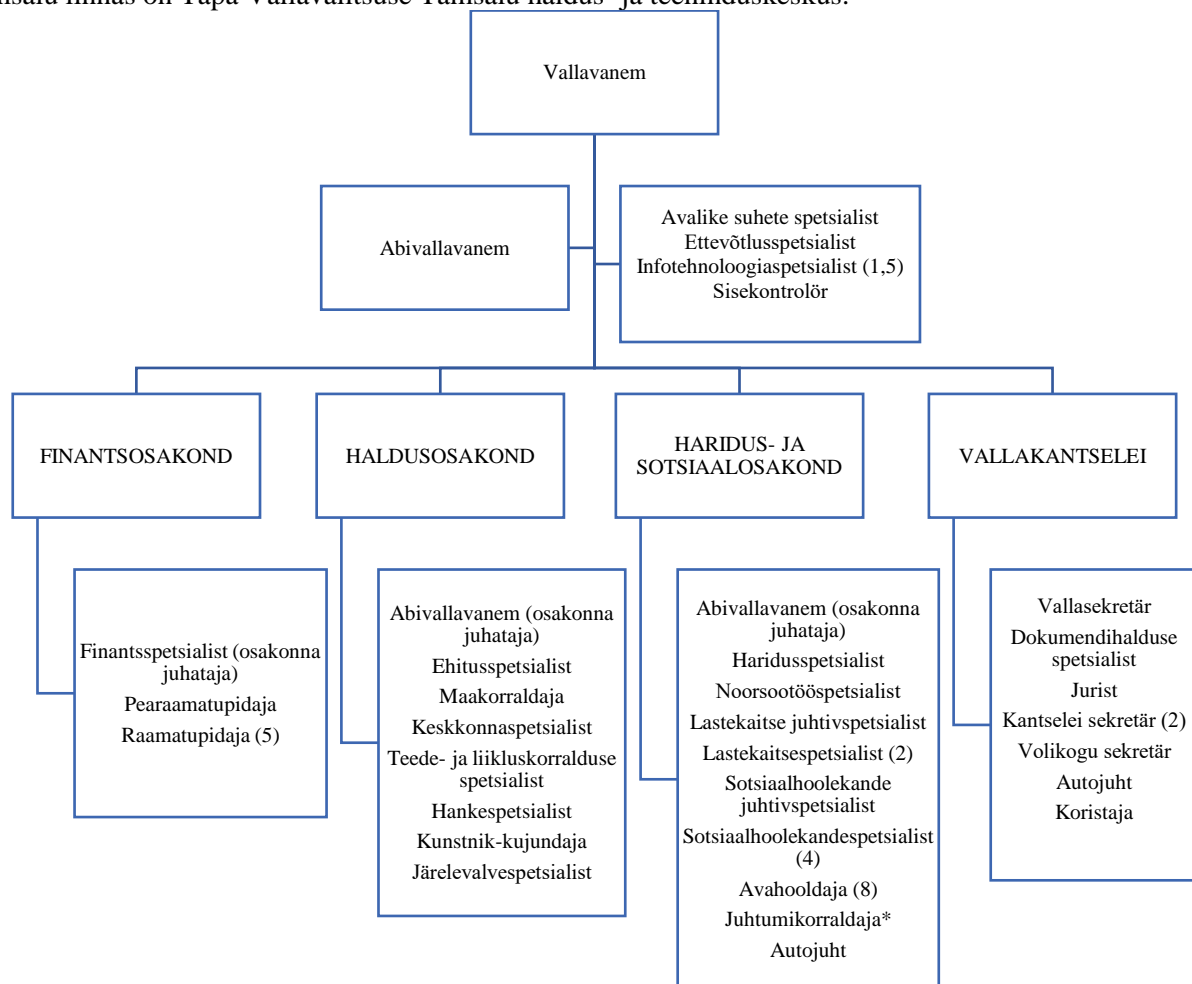 Vallavanem
Abivallavanem
Avalike suhete spetsialist
Ettevõtlusspetsialist
Infotehnoloogiaspetsialist (1,5)
Sisekontrolör
FINANTSOSAKOND
HALDUSOSAKOND
HARIDUS- JA
SOTSIAALOSAKOND
VALLAKANTSELEI
Finantsspetsialist (osakonna
juhataja)
Pearaamatupidaja
Raamatupidaja (5)
Abivallavanem (osakonna
juhataja)
Ehitusspetsialist
Maakorraldaja
Keskkonnaspetsialist
Teede- ja liikluskorralduse
spetsialist
Hankespetsialist
Kunstnik-kujundaja
Järelevalvespetsialist
Abivallavanem (osakonna
juhataja)
Haridusspetsialist
Noorsootööspetsialist
Lastekaitse juhtivspetsialist
Lastekaitsespetsialist (2)
Sotsiaalhoolekande
juhtivspetsialist
Sotsiaalhoolekandespetsialist
(4)
Avahooldaja (8)
Juhtumikorraldaja*
Autojuht
Vallasekretär
Dokumendihalduse
spetsialist
Jurist
Kantselei sekretär (2)
Volikogu sekretär
Autojuht
Koristaja